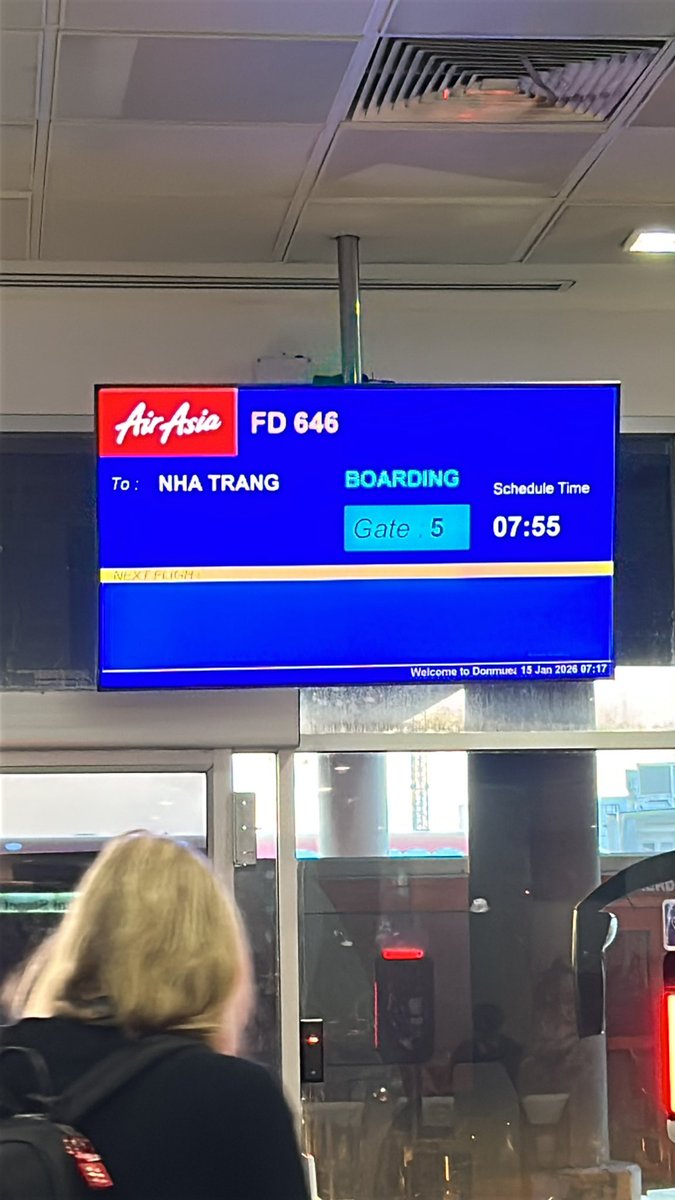 AirAsia
FD 646
To : NHA TRANG
BOARDING
Schedule Time
Gate : 5
07:55
NEXT FLIGHT
Welcome to Donmueang 15 Jan 2026 07:17